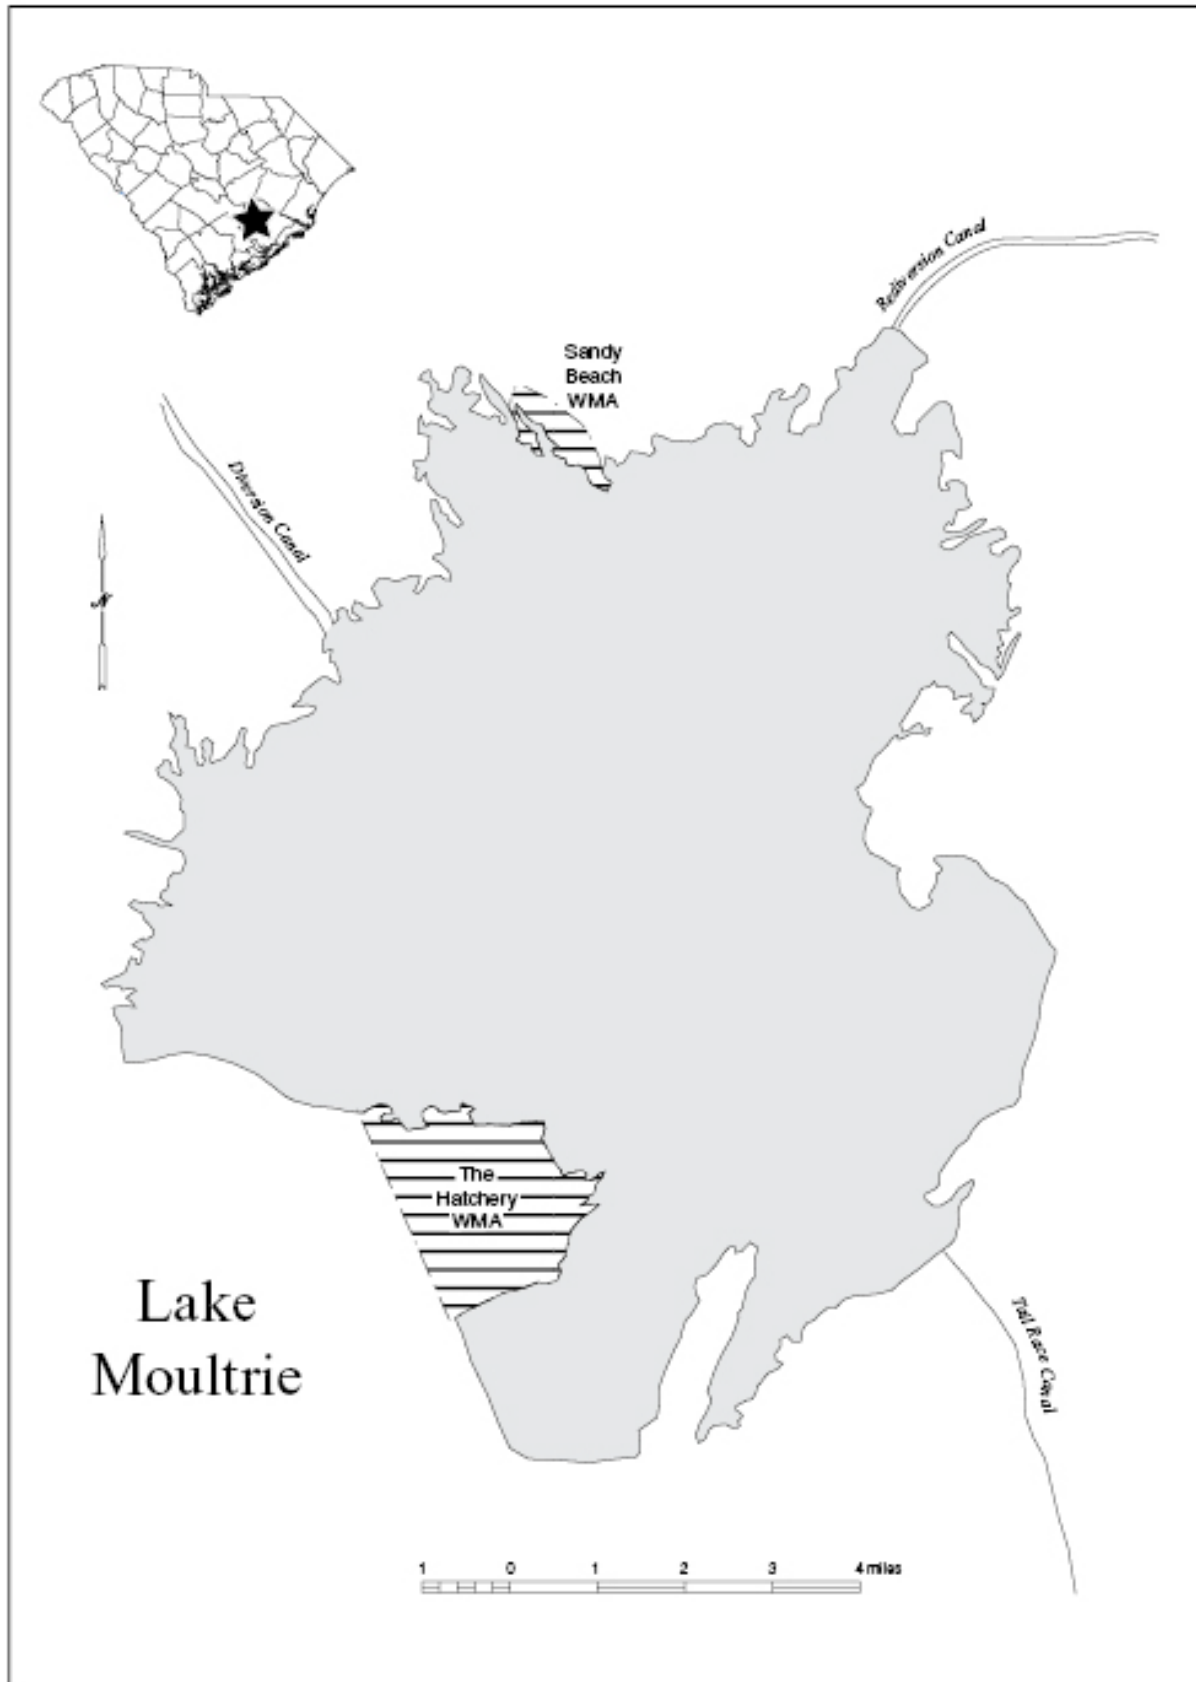 Rediversion Canal
Sandy
Beach
WMA
Diversion Canal
N
The
Hatchery
WMA
Lake
Moultrie
Tail Race Canal
1 0 1 2 3 4 miles